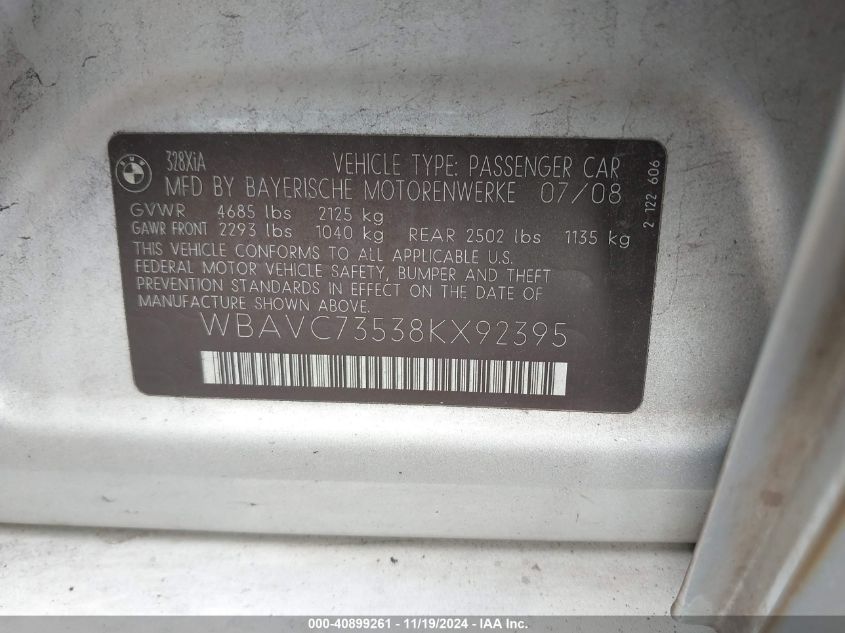 BMW
328XiA
VEHICLE TYPE: PASSENGER CAR
MFD BY BAYERISCHE MOTORENWERKE 07/08
GVWR 4685 lbs 2125 kg
GAWR FRONT 2293 lbs 1040 kg REAR 2502 lbs 1135 kg
THIS VEHICLE CONFORMS TO ALL APPLICABLE U.S.
FEDERAL MOTOR VEHICLE SAFETY, BUMPER AND THEFT
PREVENTION STANDARDS IN EFFECT ON THE DATE OF
MANUFACTURE SHOWN ABOVE.
WBAVC73538KX92395
2 122 606
000-40899261 - 11/19/2024 - IAA Inc.